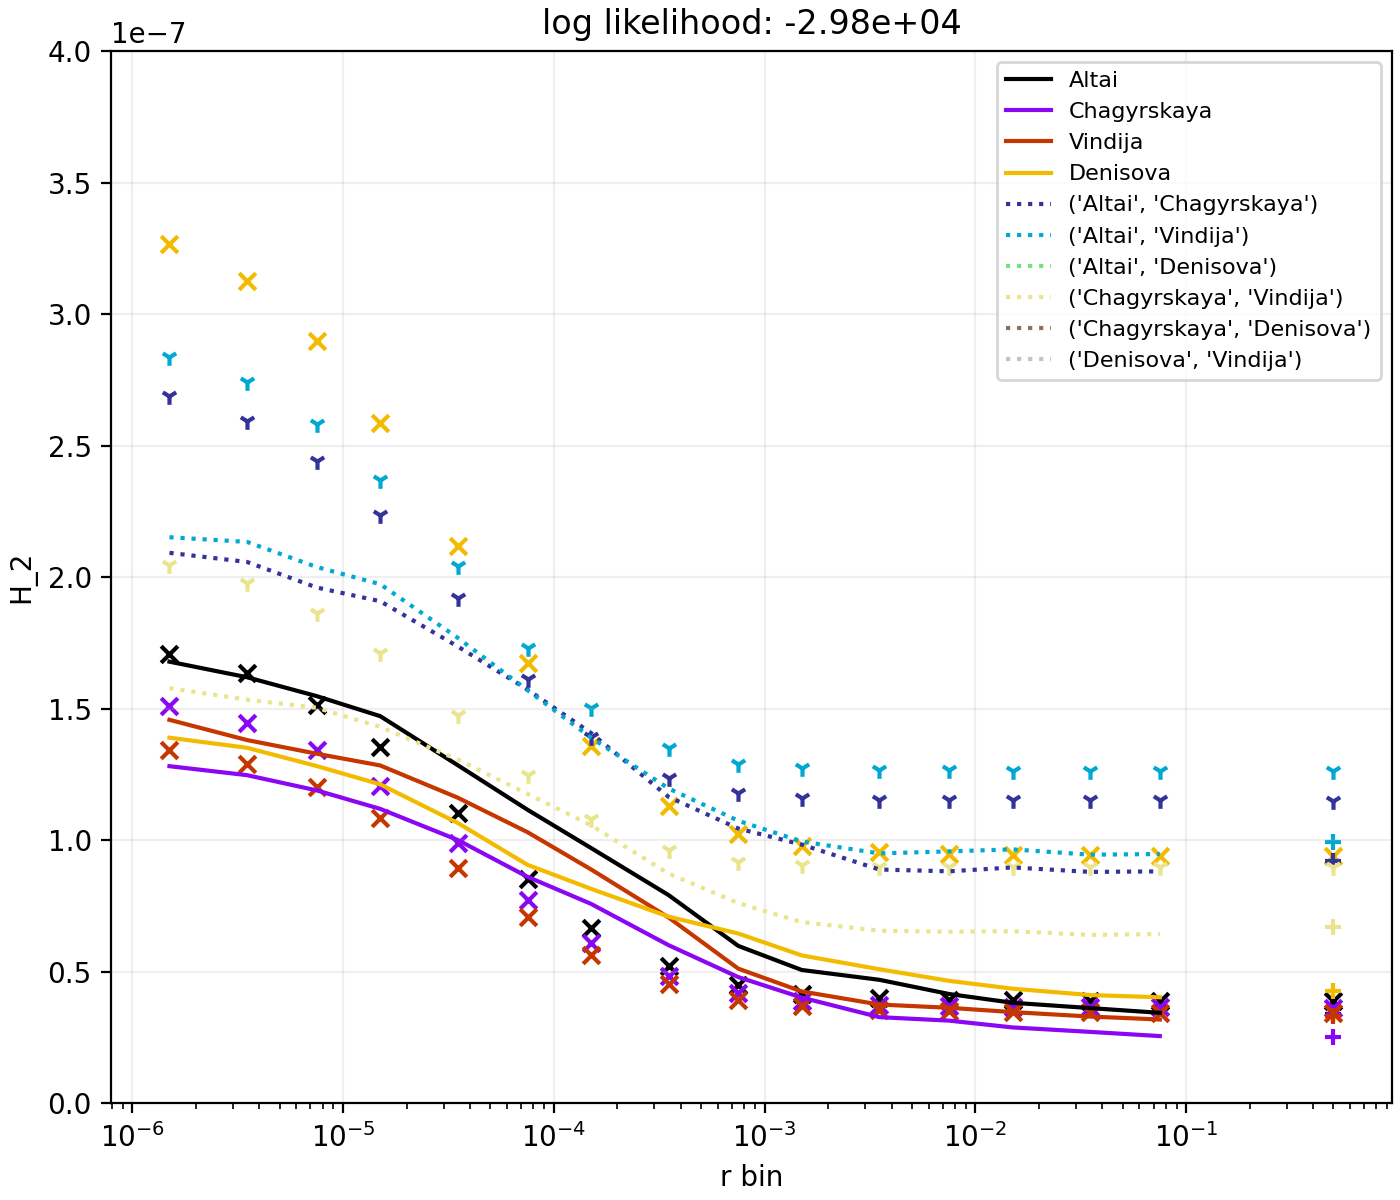 log likelihood: -2.98e+04
1e−7
4.0
3.5
3.0
2.5
2.0
1.5
1.0
0.5
0.0
H_2
10−6
10−5
10−4
10−3
10−2
10−1
r bin
Altai
Chagyrskaya
Vindija
Denisova
('Altai', 'Chagyrskaya')
('Altai', 'Vindija')
('Altai', 'Denisova')
('Chagyrskaya', 'Vindija')
('Chagyrskaya', 'Denisova')
('Denisova', 'Vindija')